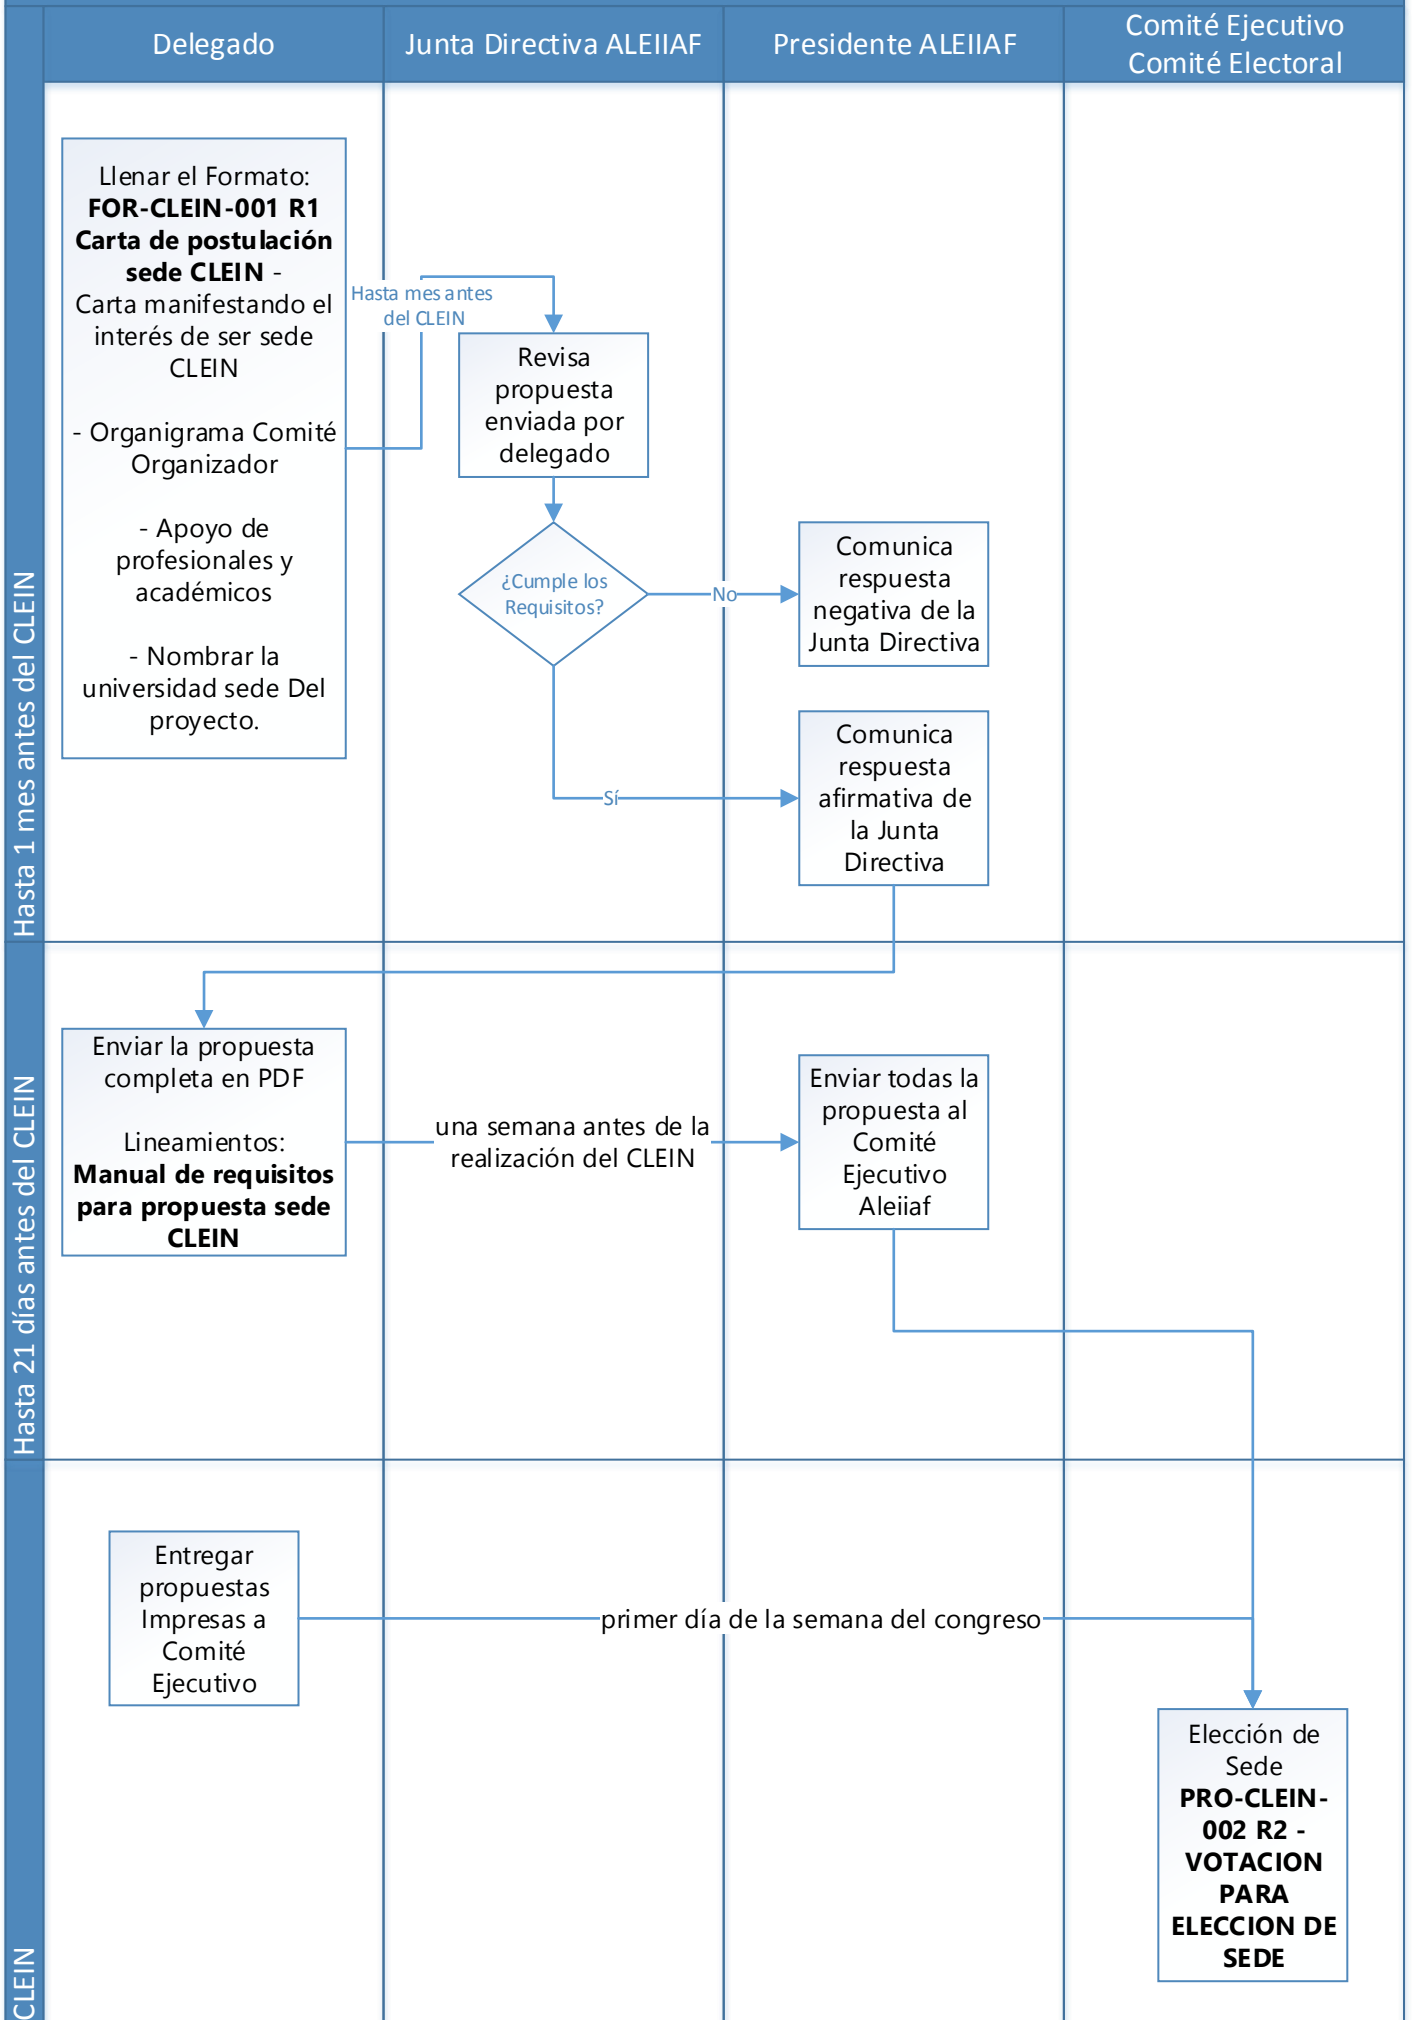 Delegado
Junta Directiva ALEIIAF
Presidente ALEIIAF
Comité Ejecutivo
Comité Electoral
Hasta 1 mes antes del CLEIN
Llenar el Formato:
FOR-CLEIN-001 R1
Carta de postulación
sede CLEIN -
Carta manifestando el
interés de ser sede
CLEIN
- Organigrama Comité
Organizador
- Apoyo de
profesionales y
académicos
- Nombrar la
universidad sede Del
proyecto.
Hasta mes antes
del CLEIN
Revisa
propuesta
enviada por
delegado
¿Cumple los
Requisitos?
No
Comunica
respuesta
negativa de la
Junta Directiva
Sí
Comunica
respuesta
afirmativa de
la Junta
Directiva
Hasta 21 días antes del CLEIN
Enviar la propuesta
completa en PDF
Lineamientos:
Manual de requisitos
para propuesta sede
CLEIN
una semana antes de la
realización del CLEIN
Enviar todas la
propuesta al
Comité
Ejecutivo
Aleiiaf
CLEIN
Entregar
propuestas
Impresas a
Comité
Ejecutivo
primer día de la semana del congreso
Elección de
Sede
PRO-CLEIN-
002 R2 -
VOTACION
PARA
ELECCION DE
SEDE